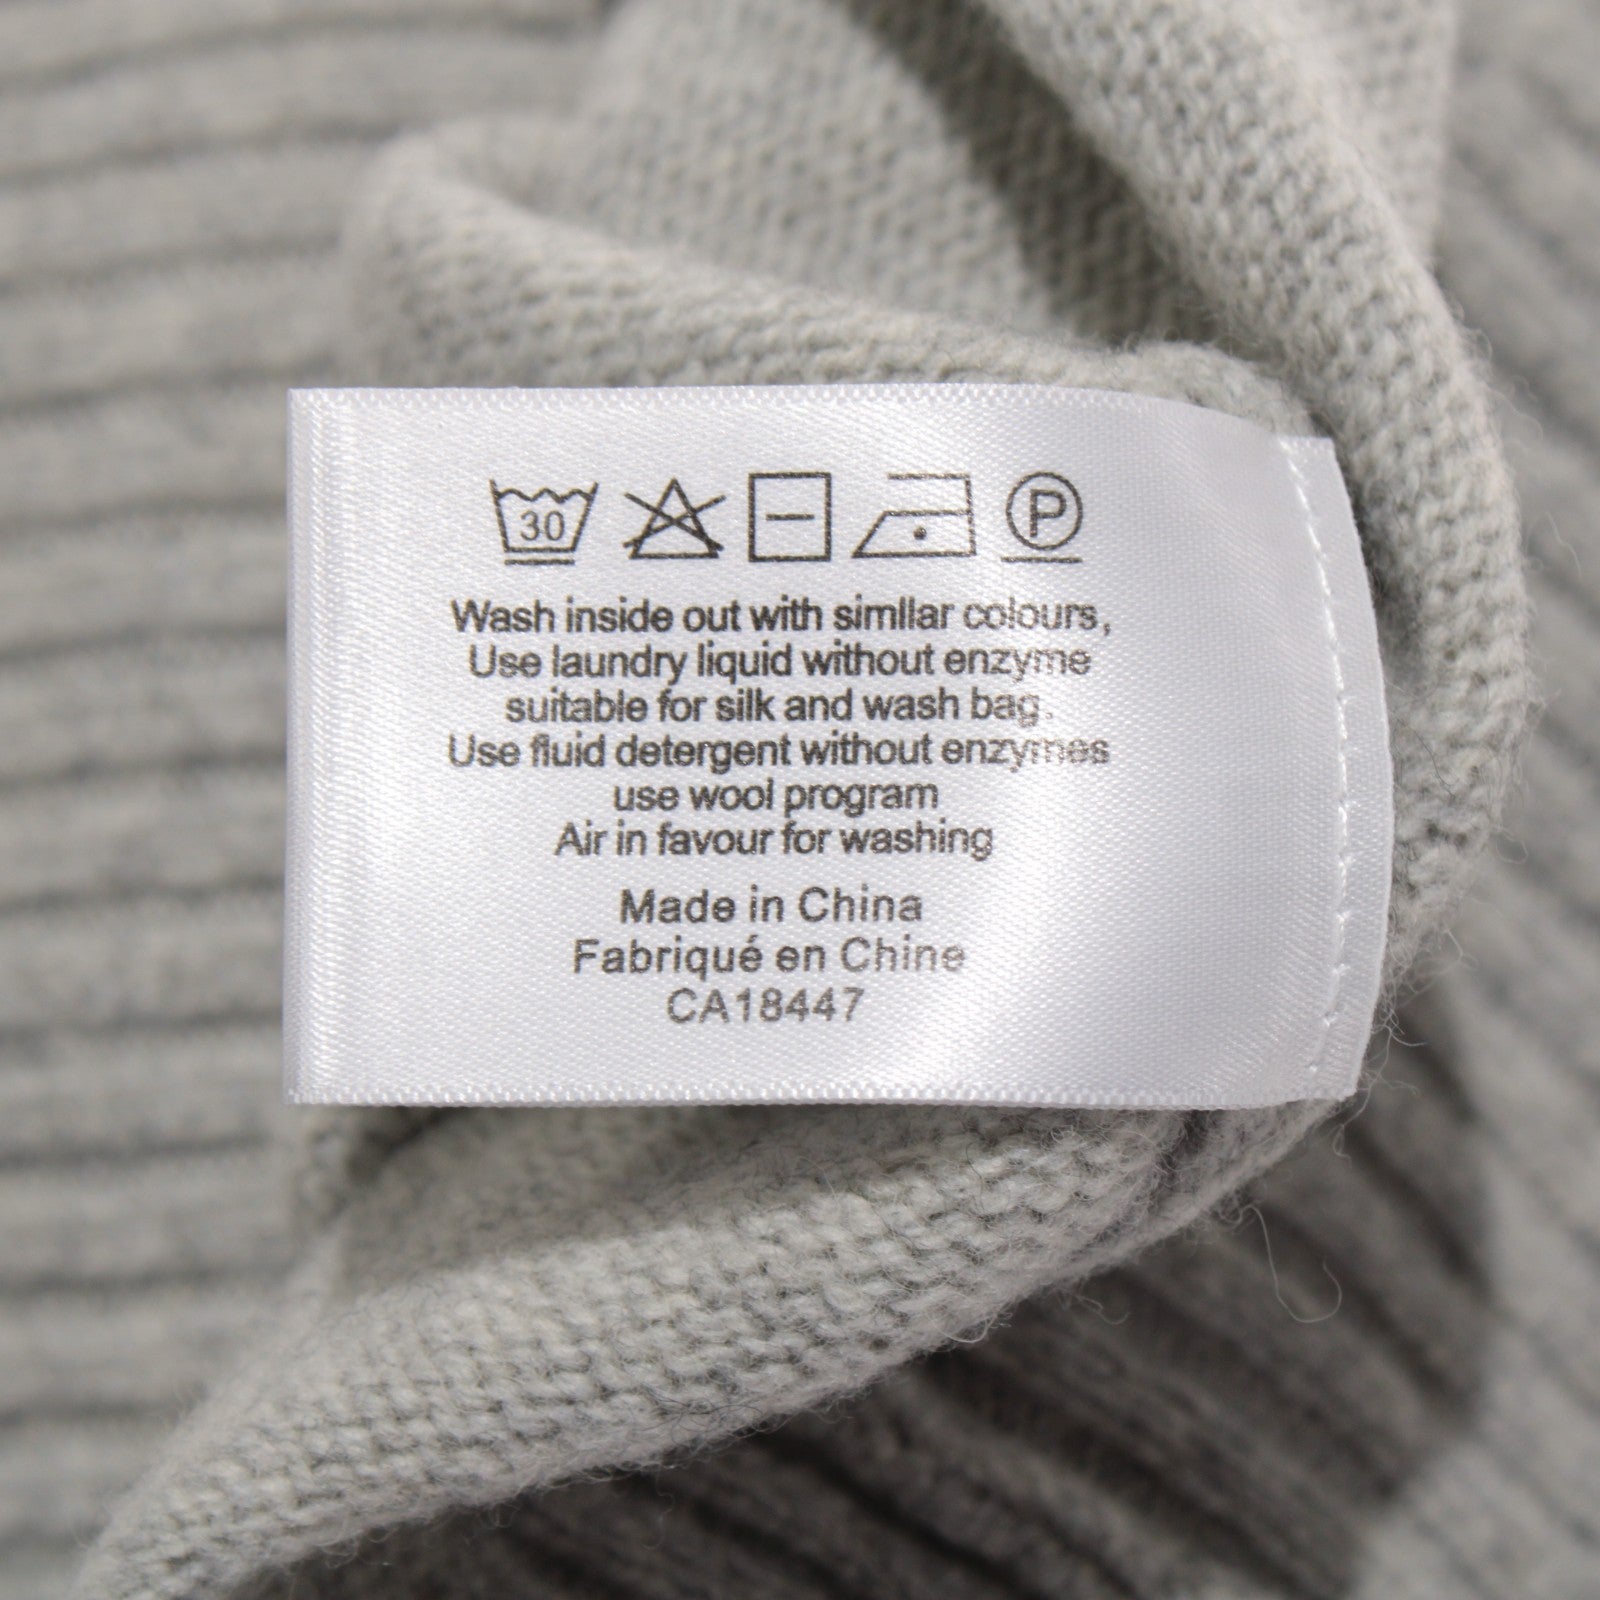 30 P
Wash inside out with simllar colours,
Use laundry liquid without enzyme
suitable for silk and wash bag.
Use fluid detergent without enzymes
use wool program
Air in favour for washing
Made in China
Fabriqué en Chine
CA18447